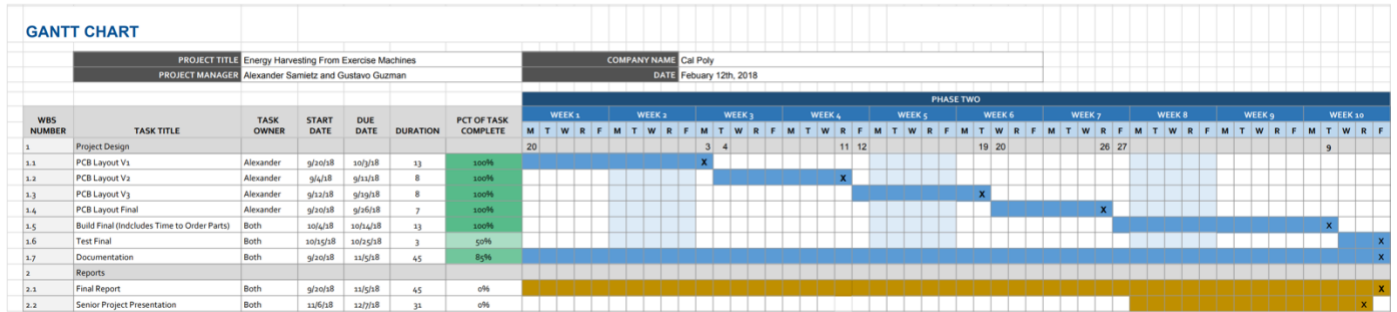 GANTT CHART
PROJECT TITLE Energy Harvesting From Exercise Machines COMPANY NAME Cal Poly
PROJECT MANAGER Alexander Samietz and Gustavo Guzman DATE Febuary 12th, 2018
PHASE TWO
WBS NUMBER TASK TITLE TASK OWNER START DATE DUE DATE DURATION PCT OF TASK COMPLETE WEEK 1 WEEK 2 WEEK 3 WEEK 4 WEEK 5 WEEK 6 WEEK 7 WEEK 8 WEEK 9 WEEK 10
M T W R F M T W R F M T W R F M T W R F M T W R F M T W R F M T W R F M T W R F M T W R F M T W R F
1 Project Design 20 3 4 11 12 19 20 26 27 9
1.1 PCB Layout V1 Alexander 9/20/18 10/3/18 13 100% X
1.2 PCB Layout V2 Alexander 9/4/18 9/11/18 8 100% X
1.3 PCB Layout V3 Alexander 9/12/18 9/19/18 8 100% X
1.4 PCB Layout Final Alexander 9/20/18 9/26/18 7 100% X
1.5 Build Final (Indcludes Time to Order Parts) Both 10/4/18 10/14/18 13 100% X
1.6 Test Final Both 10/15/18 10/25/18 3 50% X
1.7 Documentation Both 9/20/18 11/5/18 45 85% X
2 Reports
2.1 Final Report Both 9/20/18 11/5/18 45 0% X
2.2 Senior Project Presentation Both 11/6/18 12/7/18 31 0% X